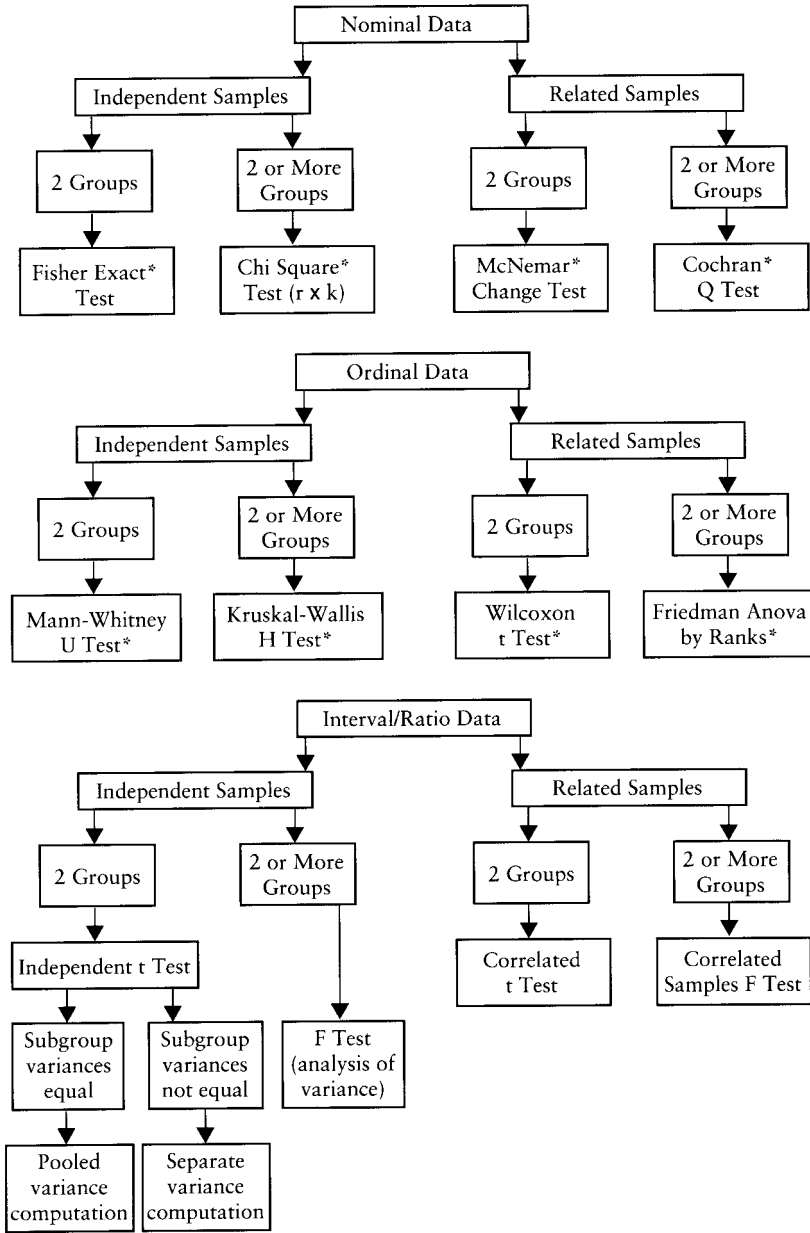 Nominal Data
Independent Samples
Related Samples
2 Groups
2 or More
Groups
2 Groups
2 or More
Groups
Fisher Exact*
Test
Chi Square*
Test (r x k)
McNemar*
Change Test
Cochran*
Q Test
Ordinal Data
Independent Samples
Related Samples
2 Groups
2 or More
Groups
2 Groups
2 or More
Groups
Mann-Whitney
U Test*
Kruskal-Wallis
H Test*
Wilcoxon
t Test*
Friedman Anova
by Ranks*
Interval/Ratio Data
Independent Samples
Related Samples
2 Groups
2 or More
Groups
2 Groups
2 or More
Groups
Independent t Test
Correlated
t Test
Correlated
Samples F Test
Subgroup
variances
equal
Subgroup
variances
not equal
F Test
(analysis of
variance)
Pooled
variance
computation
Separate
variance
computation